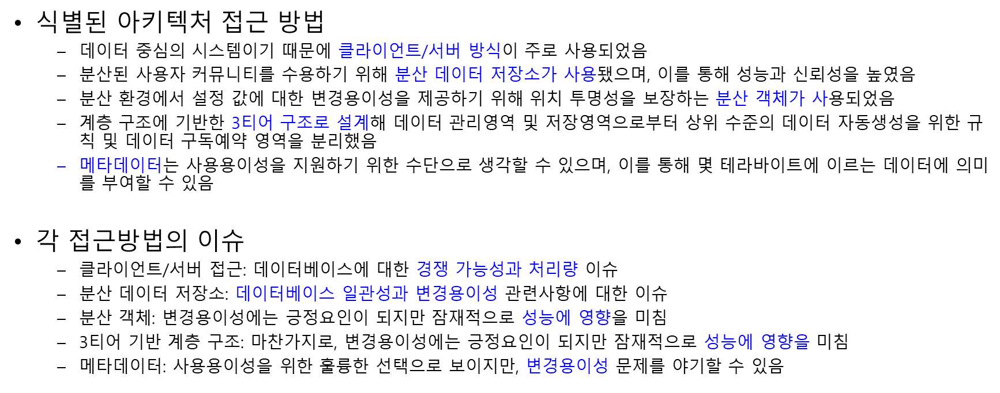 • 식별된 아키텍처 접근 방법
– 데이터 중심의 시스템이기 때문에 클라이언트/서버 방식이 주로 사용되었음
– 분산된 사용자 커뮤니티를 수용하기 위해 분산 데이터 저장소가 사용됐으며, 이를 통해 성능과 신뢰성을 높였음
– 분산 환경에서 설정 값에 대한 변경용이성을 제공하기 위해 위치 투명성을 보장하는 분산 객체가 사용되었음
– 계층 구조에 기반한 3티어 구조로 설계해 데이터 관리영역 및 저장영역으로부터 상위 수준의 데이터 자동생성을 위한 규
칙 및 데이터 구독예약 영역을 분리했음
– 메타데이터는 사용용이성을 지원하기 위한 수단으로 생각할 수 있으며, 이를 통해 몇 테라바이트에 이르는 데이터에 의미
를 부여할 수 있음
• 각 접근방법의 이슈
– 클라이언트/서버 접근: 데이터베이스에 대한 경쟁 가능성과 처리량 이슈
– 분산 데이터 저장소: 데이터베이스 일관성과 변경용이성 관련사항에 대한 이슈
– 분산 객체: 변경용이성에는 긍정요인이 되지만 잠재적으로 성능에 영향을 미침
– 3티어 기반 계층 구조: 마찬가지로, 변경용이성에는 긍정요인이 되지만 잠재적으로 성능에 영향을 미침
– 메타데이터: 사용용이성을 위한 훌륭한 선택으로 보이지만, 변경용이성 문제를 야기할 수 있음